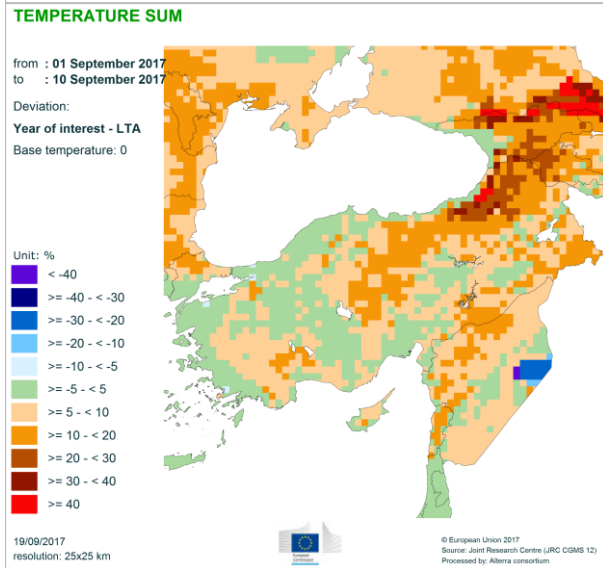 TEMPERATURE SUM
from : 01 September 2017
to : 10 September 2017
Deviation:
Year of interest - LTA
Base temperature: 0
Unit: %
< -40
>= -40 - < -30
>= -30 - < -20
>= -20 - < -10
>= -10 - < -5
>= -5 - < 5
>= 5 - < 10
>= 10 - < 20
>= 20 - < 30
>= 30 - < 40
>= 40
19/09/2017
resolution: 25x25 km
European
Commission
© European Union 2017
Source: Joint Research Centre (JRC CGMS 12)
Processed by: Alterra consortium